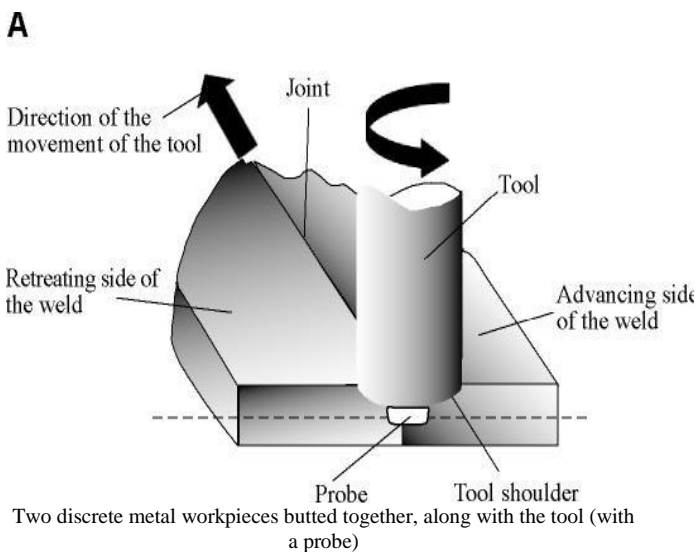 A
Joint
Direction of the
movement of the tool
Tool
Retreating side of
the weld
Advancing side
of the weld
Probe
Tool shoulder
Two discrete metal workpieces butted together, along with the tool (with
a probe)